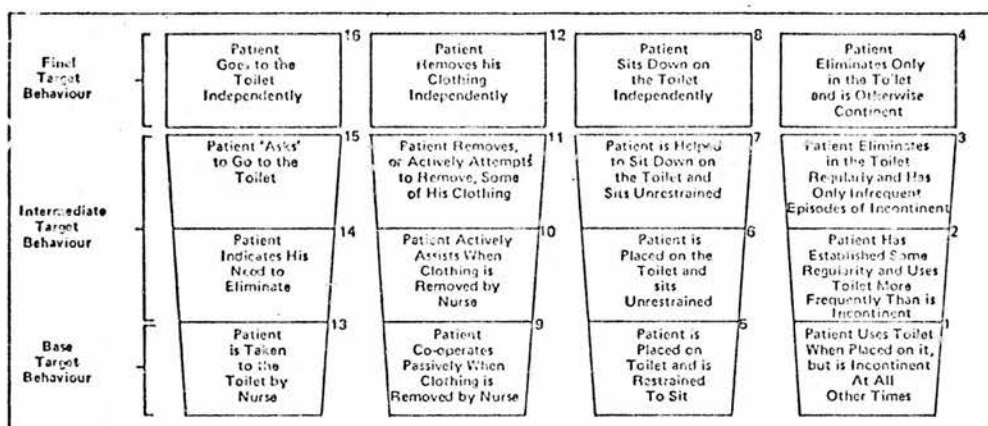 Final
Target
Behaviour
16
Patient
Goes to the
Toilet
Independently
12
Patient
Removes his
Clothing
Independently
8
Patient
Sits Down on
the Toilet
Independently
4
Patient
Eliminates Only
in the Toilet
and is Otherwise
Continent
Intermediate
Target
Behaviour
15
Patient "Asks"
to Go to the
Toilet
11
Patient Removes,
or Actively Attempts
to Remove, Some
of His Clothing
7
Patient is Helped
to Sit Down on
the Toilet and
Sits Unrestrained
3
Patient Eliminates
in the Toilet
Regularly and Has
Only Infrequent
Episodes of Incontinent
14
Patient
Indicates His
Need to
Eliminate
10
Patient Actively
Assists When
Clothing is
Removed by
Nurse
6
Patient is
Placed on the
Toilet and
sits
Unrestrained
2
Patient Has
Established Some
Regularity and Uses
Toilet More
Frequently Than is
Incontinent
Base
Target
Behaviour
13
Patient
is Taken
to the
Toilet by
Nurse
9
Patient
Co-operates
Passively When
Clothing is
Removed by Nurse
5
Patient is
Placed on
Toilet and is
Restrained
To Sit
1
Patient Uses Toilet
When Placed on it,
but is Incontinent
At All
Other Times